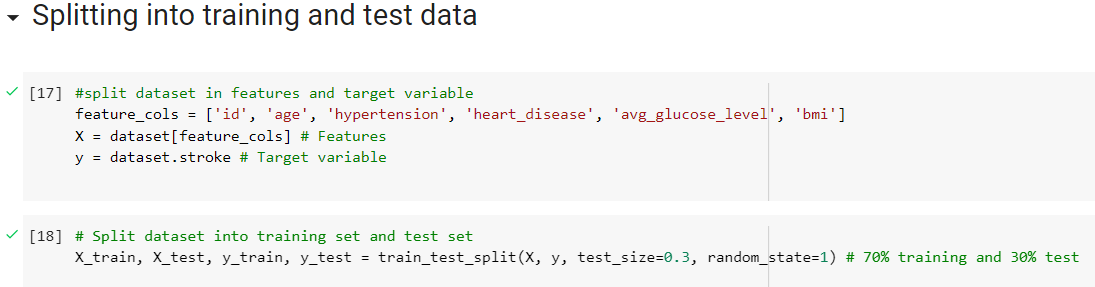 Splitting into training and test data
[17] #split dataset in features and target variable
feature_cols = ['id', 'age', 'hypertension', 'heart_disease', 'avg_glucose_level', 'bmi']
X = dataset[feature_cols] # Features
y = dataset.stroke # Target variable
[18] # Split dataset into training set and test set
X_train, X_test, y_train, y_test = train_test_split(X, y, test_size=0.3, random_state=1) # 70% training and 30% test